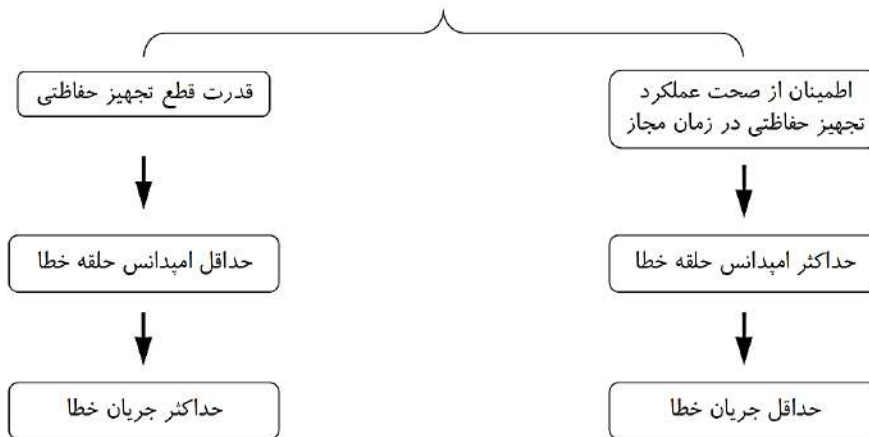 اطمینان از صحت عملکرد
تجهیز حفاظتی در زمان مجاز
حداکثر امپدانس حلقه خطا
حداقل جریان خطا
قدرت قطع تجهیز حفاظتی
حداقل امپدانس حلقه خطا
حداکثر جریان خطا